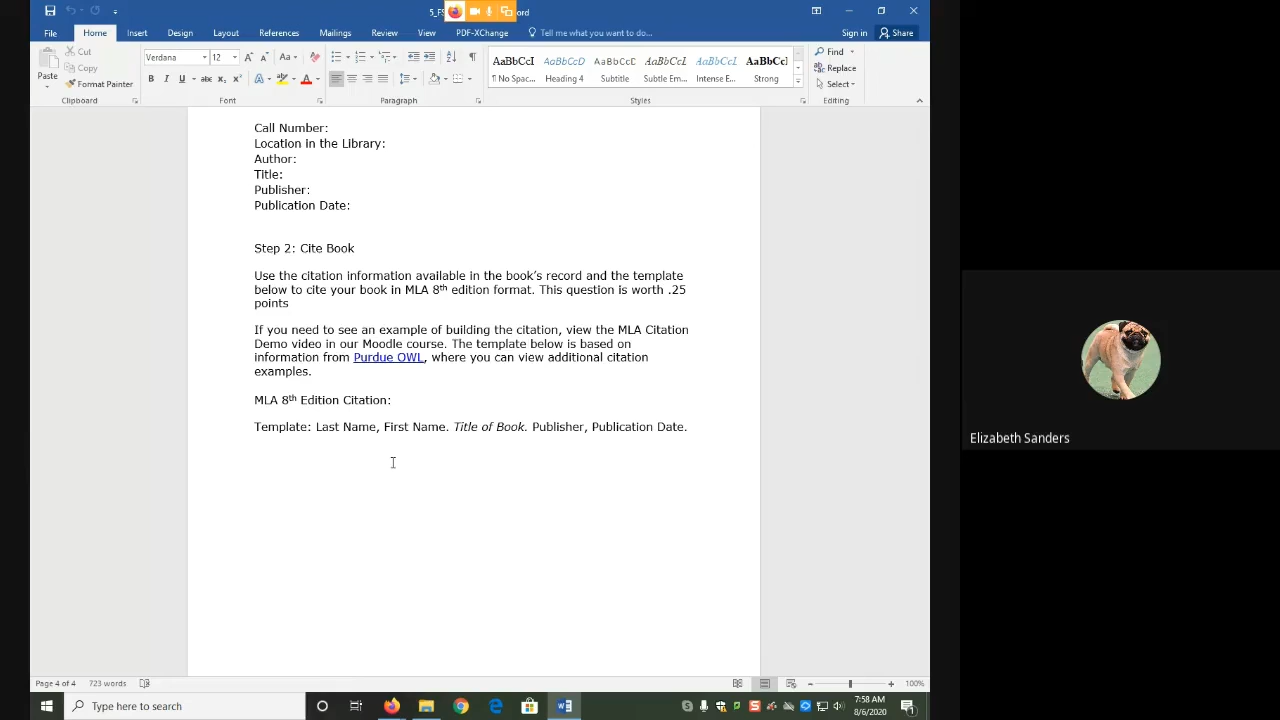 5_FS
ord
File
Home
Insert
Design
Layout
References
Mailings
Review
View
PDF-XChange
Tell me what you want to do...
Sign in
Share
Paste
Cut
Copy
Format Painter
Clipboard
Verdana
12
Font
Paragraph
AaBbCcI AaBbCcD AaBbCcD AaBbCcL AaBbCcI AaBbCcI
¶ No Spac... Heading 4 Subtitle Subtle Em... Intense E... Strong
Styles
Find
Replace
Select
Editing
Call Number:
Location in the Library:
Author:
Title:
Publisher:
Publication Date:
Step 2: Cite Book
Use the citation information available in the book’s record and the template
below to cite your book in MLA 8th edition format. This question is worth .25
points
If you need to see an example of building the citation, view the MLA Citation
Demo video in our Moodle course. The template below is based on
information from Purdue OWL, where you can view additional citation
examples.
MLA 8th Edition Citation:
Template: Last Name, First Name. Title of Book. Publisher, Publication Date.
Elizabeth Sanders
Page 4 of 4 723 words
100%
Type here to search
7:58 AM
8/6/2020